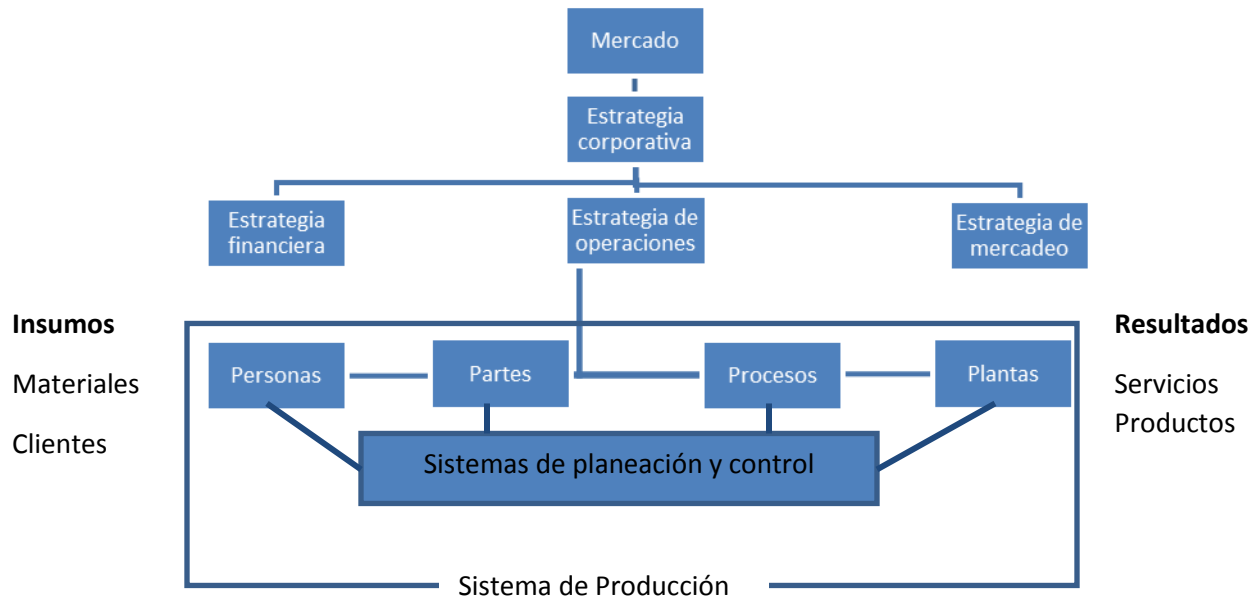 Mercado
Estrategia
corporativa
Estrategia
financiera
Estrategia de
operaciones
Estrategia de
mercadeo
Insumos
Materiales
Clientes
Personas
Partes
Procesos
Plantas
Sistemas de planeación y control
Sistema de Producción
Resultados
Servicios
Productos